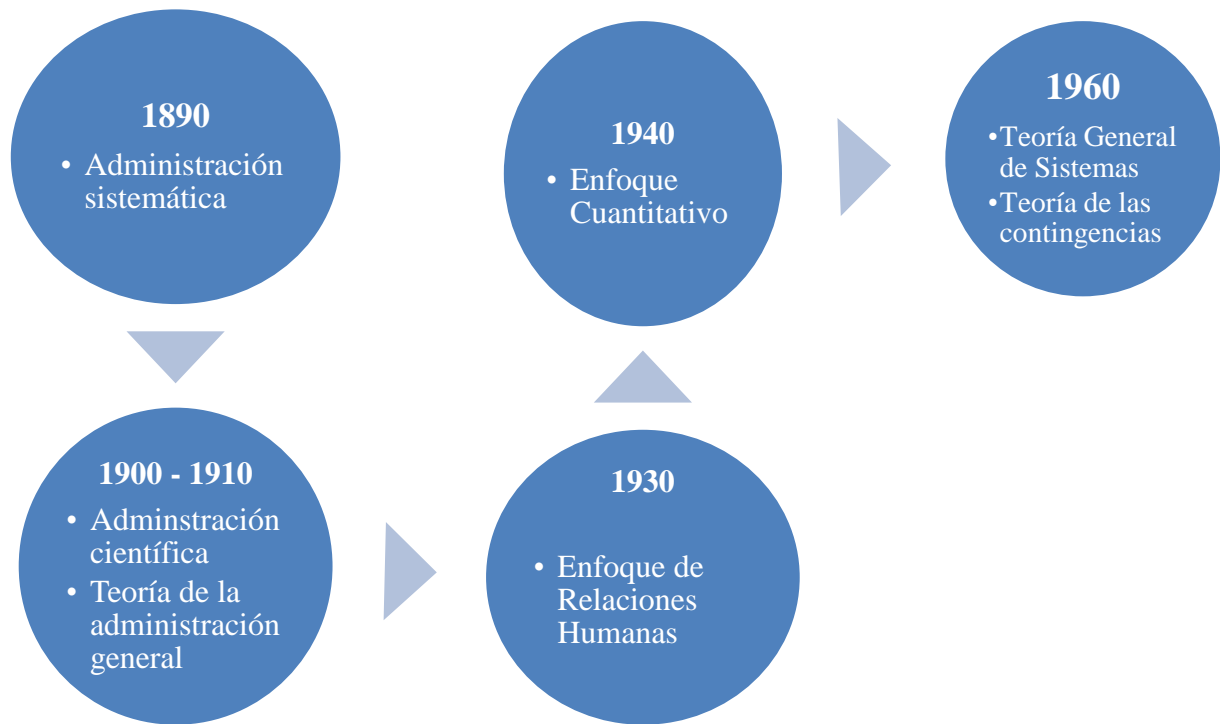 1890
• Administración
sistemática
1900 - 1910
• Adminstración
científica
• Teoría de la
administración
general
1930
• Enfoque de
Relaciones
Humanas
1940
• Enfoque
Cuantitativo
1960
•Teoría General
de Sistemas
•Teoría de las
contingencias